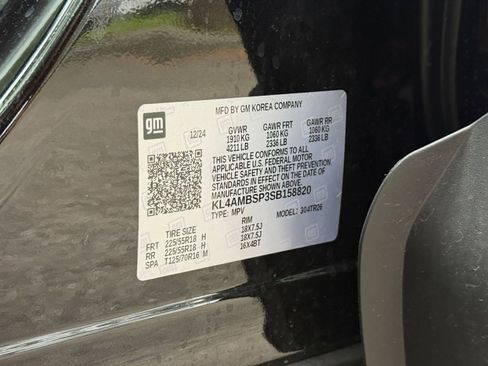 gm
MFD BY GM KOREA COMPANY
12/24 GVWR GAWR FRT GAWR RR
1910 KG 1060 KG 1060 KG
4211 LB 2336 LB 2336 LB
THIS VEHICLE CONFORMS TO ALL
APPLICABLE U.S. FEDERAL MOTOR
VEHICLE SAFETY AND BUMPER
STANDARDS IN EFFECT ON THE DATE
OF MANUFACTURE SHOWN ABOVE.
KL4AMBSP3SB158820
TYPE: MPV MODEL: 304TR26
TIRE SIZE RIM
FRT 225/55R18 H 18X7.5J
RR 225/55R18 H 18X7.5J
SPA T125/70R16 M 16X4BT